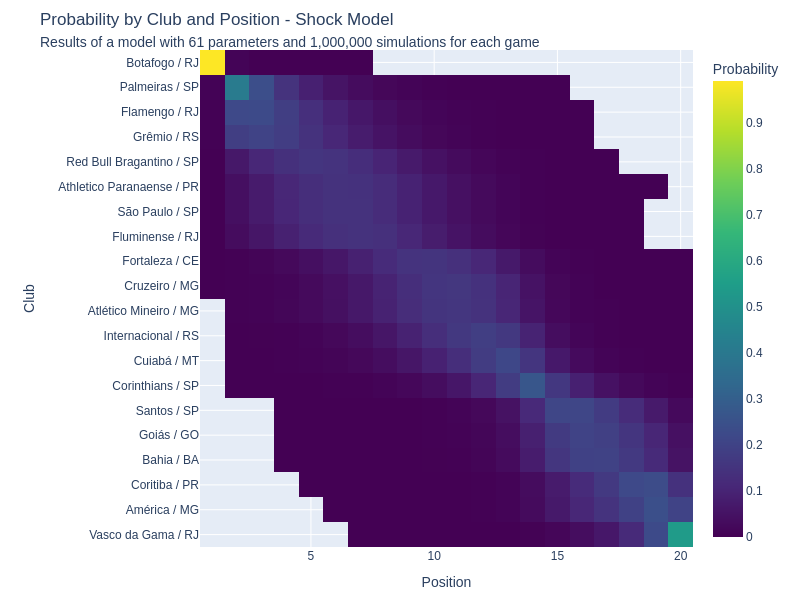 Probability by Club and Position - Shock Model
Results of a model with 61 parameters and 1,000,000 simulations for each game
Probability
Club
Botafogo / RJ
Palmeiras / SP
Flamengo / RJ
Grêmio / RS
Red Bull Bragantino / SP
Athletico Paranaense / PR
São Paulo / SP
Fluminense / RJ
Fortaleza / CE
Cruzeiro / MG
Atlético Mineiro / MG
Internacional / RS
Cuiabá / MT
Corinthians / SP
Santos / SP
Goiás / GO
Bahia / BA
Coritiba / PR
América / MG
Vasco da Gama / RJ
0.9
0.8
0.7
0.6
0.5
0.4
0.3
0.2
0.1
0
5
10
15
20
Position